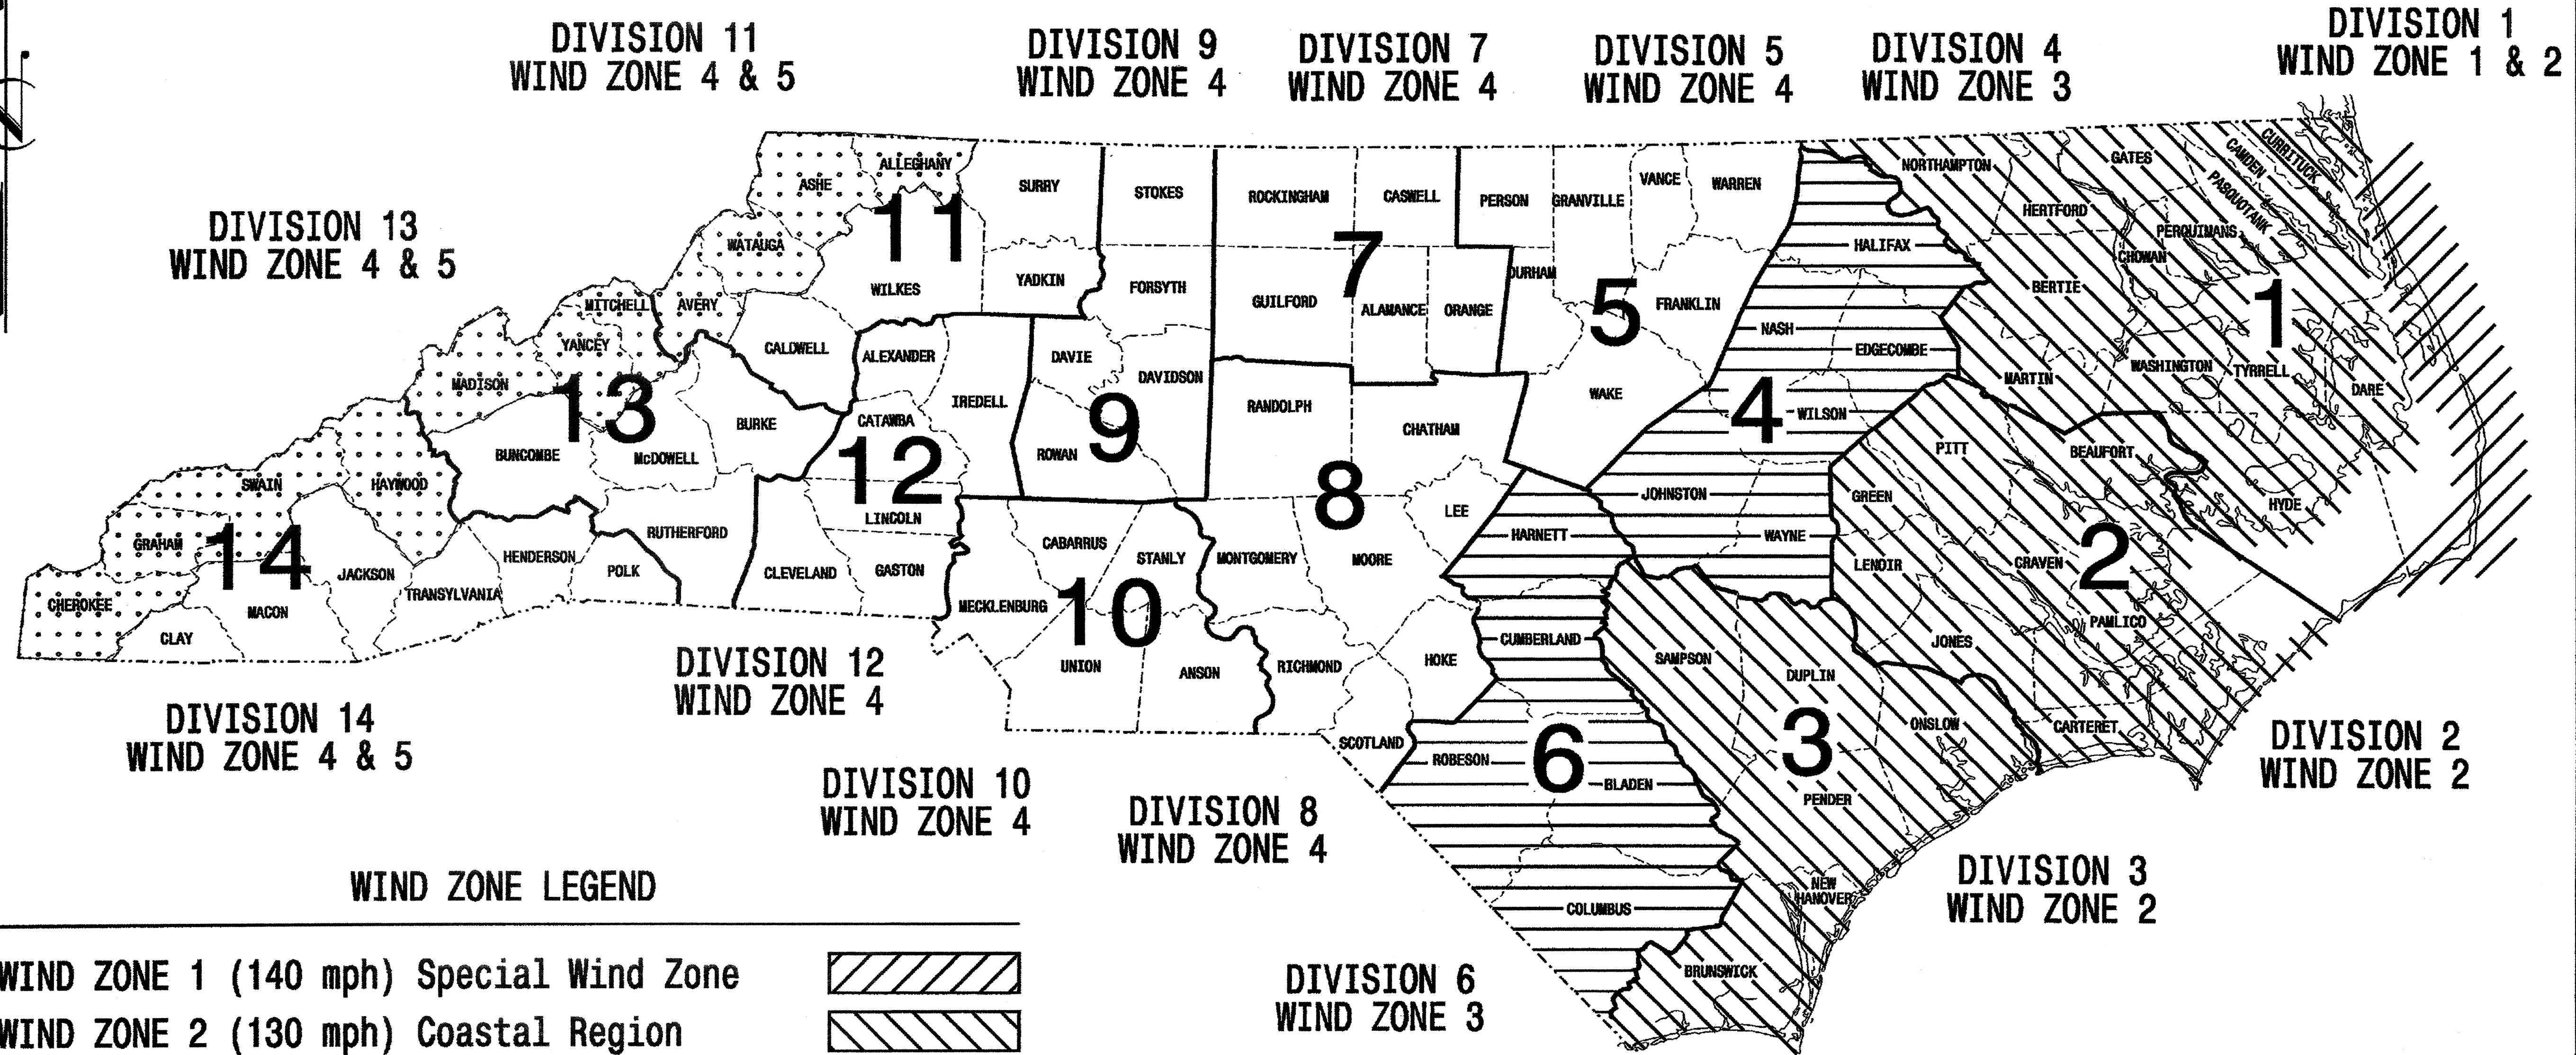 DIVISION 11
WIND ZONE 4 & 5
DIVISION 9
WIND ZONE 4
DIVISION 7
WIND ZONE 4
DIVISION 5
WIND ZONE 4
DIVISION 4
WIND ZONE 3
DIVISION 1
WIND ZONE 1 & 2
DIVISION 13
WIND ZONE 4 & 5
ALLEGHANY
ASHE
SURRY
STOKES
ROCKINGHAM
CASWELL
PERSON
GRANVILLE
VANCE
WARREN
NORTHAMPTON
GATES
CAMDEN
CURRITUCK
PASQUOTANK
HERTFORD
PERQUIMANS
CHOWAN
11
WATAUGA
WILKES
YADKIN
FORSYTH
7
GUILFORD
ALAMANCE
ORANGE
DURHAM
5
FRANKLIN
HALIFAX
NASH
EDGECOMBE
BERTIE
1
MITCHELL
AVERY
YANCEY
CALDWELL
ALEXANDER
DAVIE
DAVIDSON
MADISON
13
BURKE
IREDELL
CATAWBA
12
9
ROWAN
RANDOLPH
CHATHAM
WAKE
4
WILSON
MARTIN
WASHINGTON
TYRRELL
DARE
PITT
BEAUFORT
BUNCOMBE
McDOWELL
SWAIN
HAYWOOD
LINCOLN
8
LEE
JOHNSTON
GREEN
HYDE
GRAHAM
14
JACKSON
TRANSYLVANIA
HENDERSON
POLK
RUTHERFORD
CLEVELAND
GASTON
CABARRUS
STANLY
MONTGOMERY
MOORE
HARNETT
WAYNE
LENOIR
CRAVEN
2
CHEROKEE
CLAY
MACON
MECKLENBURG
10
UNION
ANSON
RICHMOND
HOKE
CUMBERLAND
SAMPSON
DUPLIN
JONES
PAMLICO
SCOTLAND
ROBESON
6
BLADEN
3
PENDER
ONSLOW
CARTERET
COLUMBUS
NEW
HANOVER
BRUNSWICK
DIVISION 12
WIND ZONE 4
DIVISION 14
WIND ZONE 4 & 5
DIVISION 10
WIND ZONE 4
DIVISION 8
WIND ZONE 4
DIVISION 2
WIND ZONE 2
DIVISION 3
WIND ZONE 2
DIVISION 6
WIND ZONE 3
WIND ZONE LEGEND
WIND ZONE 1 (140 mph) Special Wind Zone
WIND ZONE 2 (130 mph) Coastal Region